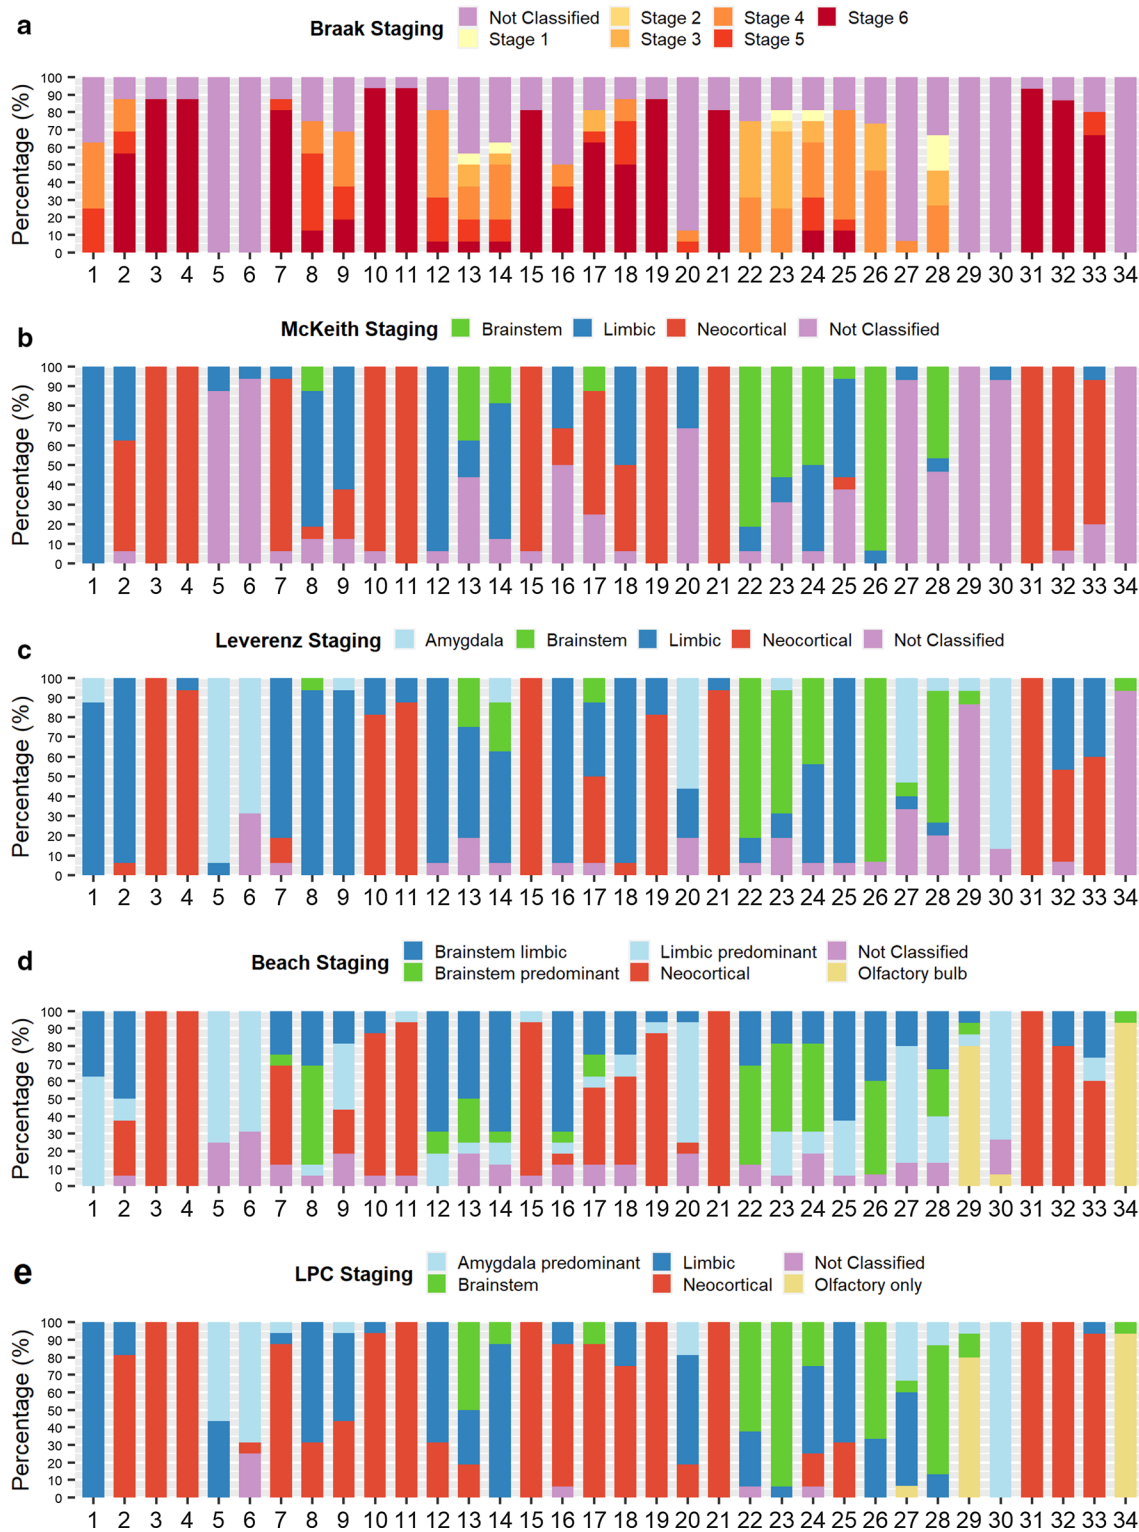 a
Braak Staging
Not Classified Stage 2 Stage 4 Stage 6
Stage 1 Stage 3 Stage 5
Percentage (%)
100
90
80
70
60
50
40
30
20
10
0
1 2 3 4 5 6 7 8 9 10 11 12 13 14 15 16 17 18 19 20 21 22 23 24 25 26 27 28 29 30 31 32 33 34
b
McKeith Staging Brainstem Limbic Neocortical Not Classified
Percentage (%)
100
90
80
70
60
50
40
30
20
10
0
1 2 3 4 5 6 7 8 9 10 11 12 13 14 15 16 17 18 19 20 21 22 23 24 25 26 27 28 29 30 31 32 33 34
c
Leverenz Staging Amygdala Brainstem Limbic Neocortical Not Classified
Percentage (%)
100
90
80
70
60
50
40
30
20
10
0
1 2 3 4 5 6 7 8 9 10 11 12 13 14 15 16 17 18 19 20 21 22 23 24 25 26 27 28 29 30 31 32 33 34
d
Beach Staging
Brainstem limbic Limbic predominant Not Classified
Brainstem predominant Neocortical Olfactory bulb
Percentage (%)
100
90
80
70
60
50
40
30
20
10
0
1 2 3 4 5 6 7 8 9 10 11 12 13 14 15 16 17 18 19 20 21 22 23 24 25 26 27 28 29 30 31 32 33 34
e
LPC Staging
Amygdala predominant Limbic Not Classified
Brainstem Neocortical Olfactory only
Percentage (%)
100
90
80
70
60
50
40
30
20
10
0
1 2 3 4 5 6 7 8 9 10 11 12 13 14 15 16 17 18 19 20 21 22 23 24 25 26 27 28 29 30 31 32 33 34